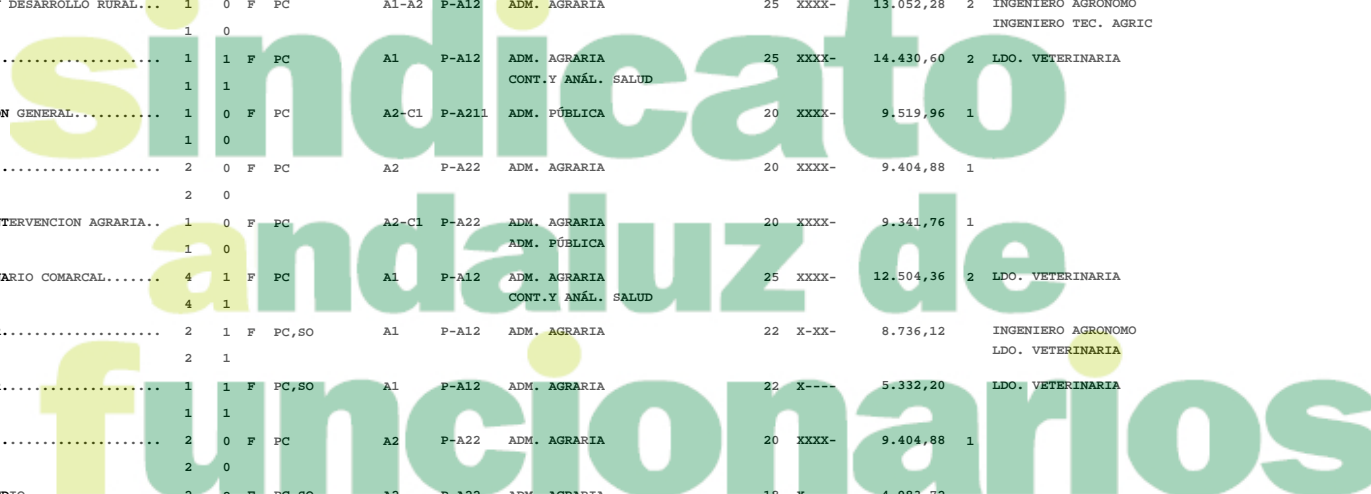 DESARROLLO RURAL... 1 0 F PC A1-A2 P-A12 ADM. AGRARIA 25 XXXX- 13.052,28 2 INGENIERO AGRONOMO
1 0 INGENIERO TEC. AGRIC
.................... 1 1 F PC A1 P-A12 ADM. AGRARIA 25 XXXX- 14.430,60 2 LDO. VETERINARIA
1 1 CONT.Y ANÁL. SALUD
N GENERAL........... 1 0 F PC A2-C1 P-A211 ADM. PÚBLICA 20 XXXX- 9.519,96 1
1 0
.................... 2 0 F PC A2 P-A22 ADM. AGRARIA 20 XXXX- 9.404,88 1
2 0
TERVENCION AGRARIA.. 1 0 F PC A2-C1 P-A22 ADM. AGRARIA 20 XXXX- 9.341,76 1
1 0 ADM. PÚBLICA
ARIO COMARCAL....... 4 1 F PC A1 P-A12 ADM. AGRARIA 25 XXXX- 12.504,36 2 LDO. VETERINARIA
4 1 CONT.Y ANÁL. SALUD
.................... 2 1 F PC,SO A1 P-A12 ADM. AGRARIA 22 X-XX- 8.736,12 INGENIERO AGRONOMO
2 1 LDO. VETERINARIA
.................... 1 1 F PC,SO A1 P-A12 ADM. AGRARIA 22 X---- 5.332,20 LDO. VETERINARIA
1 1
.................... 2 0 F PC A2 P-A22 ADM. AGRARIA 20 XXXX- 9.404,88 1
2 0
sindicato
andaluz de
funcionarios